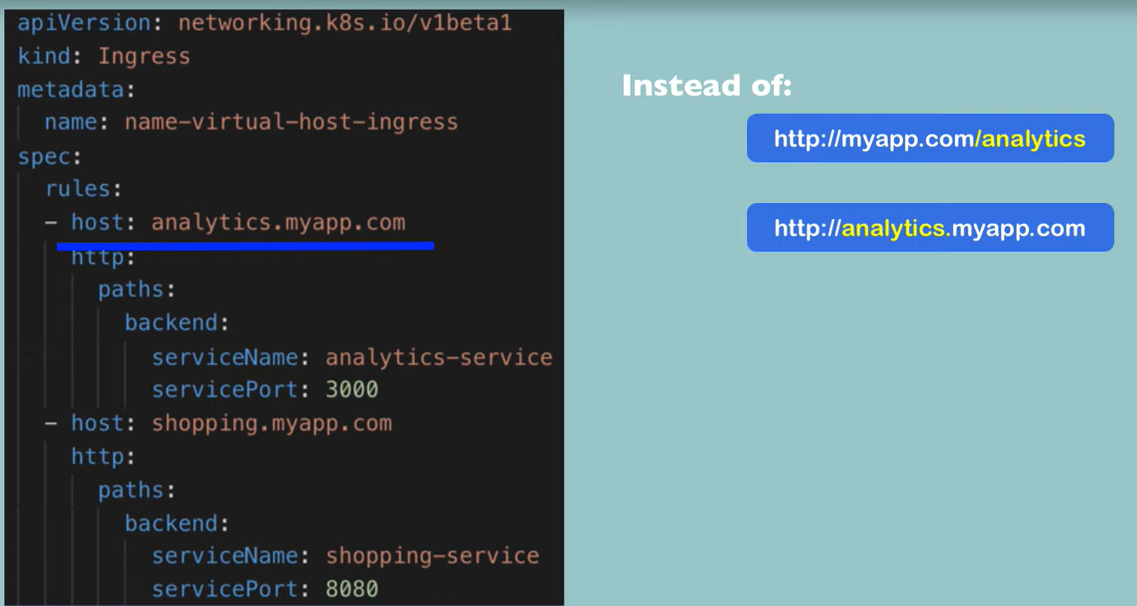 apiVersion: networking.k8s.io/v1beta1
kind: Ingress
metadata:
  name: name-virtual-host-ingress
spec:
  rules:
  - host: analytics.myapp.com
    http:
      paths:
        backend:
          serviceName: analytics-service
          servicePort: 3000
  - host: shopping.myapp.com
    http:
      paths:
        backend:
          serviceName: shopping-service
          servicePort: 8080
Instead of:
http://myapp.com/analytics
http://analytics.myapp.com